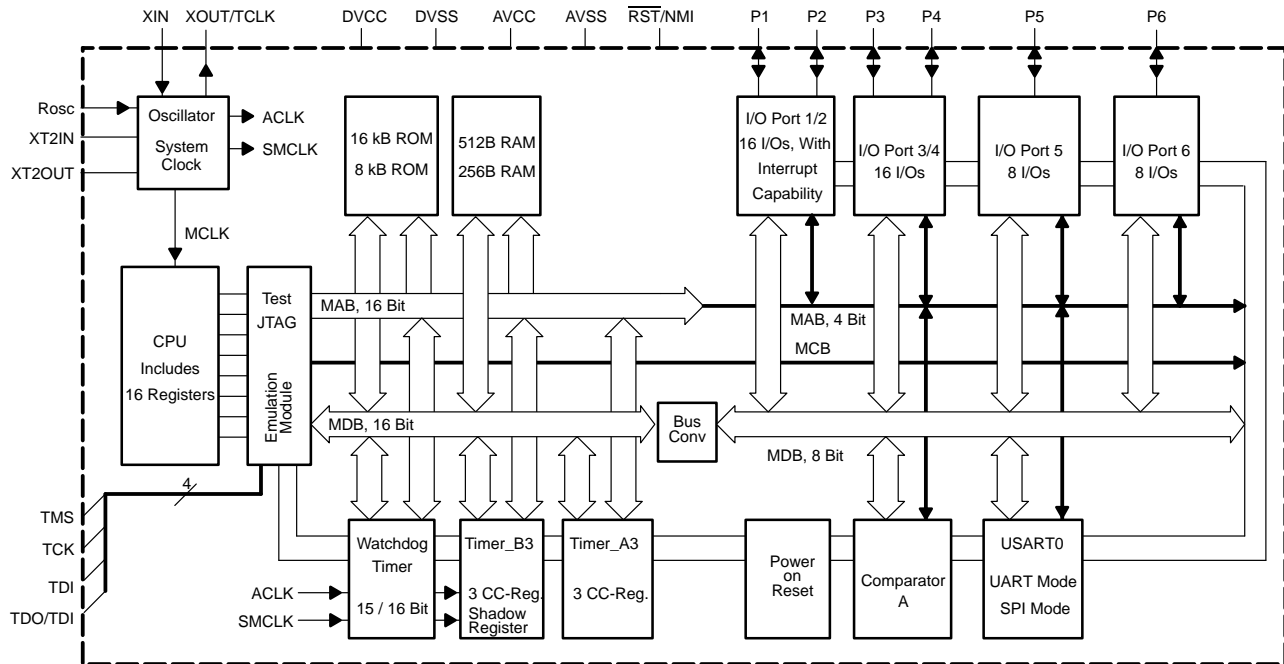 XIN
XOUT/TCLK
DVCC
DVSS
AVCC
AVSS
RST/NMI
P1
P2
P3
P4
P5
P6
Rosc
XT2IN
XT2OUT
Oscillator
System
Clock
ACLK
SMCLK
16 kB ROM
8 kB ROM
512B RAM
256B RAM
I/O Port 1/2
16 I/Os, With
Interrupt
Capability
I/O Port 3/4
16 I/Os
I/O Port 5
8 I/Os
I/O Port 6
8 I/Os
MCLK
CPU
Includes
16 Registers
Test
JTAG
Emulation
Module
MAB, 16 Bit
MAB, 4 Bit
MCB
MDB, 16 Bit
Bus
Conv
MDB, 8 Bit
4
TMS
TCK
TDI
TDO/TDI
ACLK
SMCLK
Watchdog
Timer
15 / 16 Bit
Timer_B3
3 CC-Reg.
Shadow
Register
Timer_A3
3 CC-Reg.
Power
on
Reset
Comparator
A
USART0
UART Mode
SPI Mode